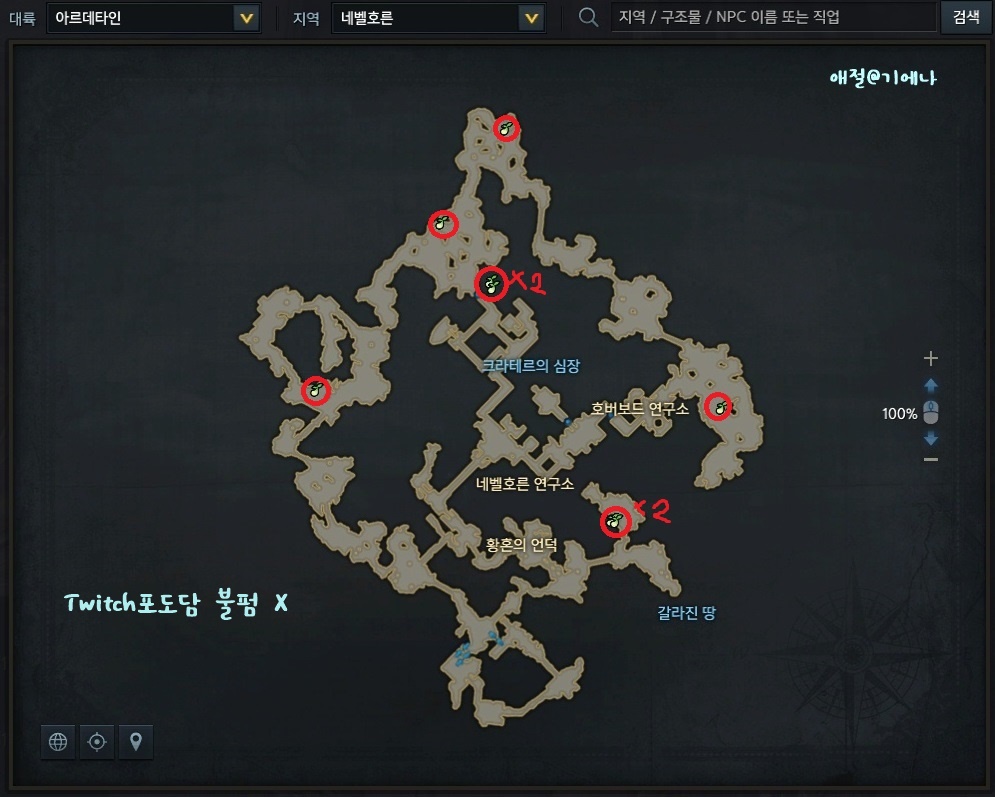 대륙 아르데타인 지역 네벨호른 지역 / 구조물 / NPC 이름 또는 직업 검색
애절@기에나
x2
크라테르의 심장
호버보드 연구소
100%
네벨호른 연구소
x2
황혼의 언덕
Twitch포도담 불펌 X
갈라진 땅